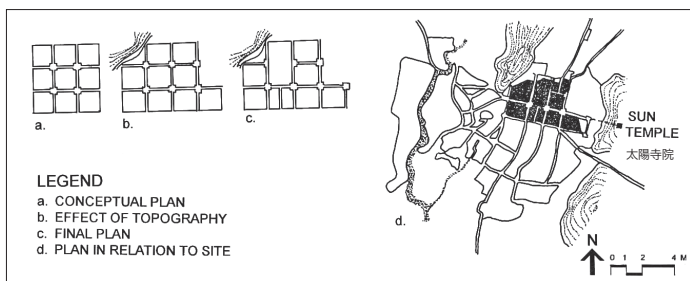 a.
b.
c.
LEGEND
a. CONCEPTUAL PLAN
b. EFFECT OF TOPOGRAPHY
c. FINAL PLAN
d. PLAN IN RELATION TO SITE
d.
SUN
TEMPLE
太陽寺院
N
0 1 2 4 M